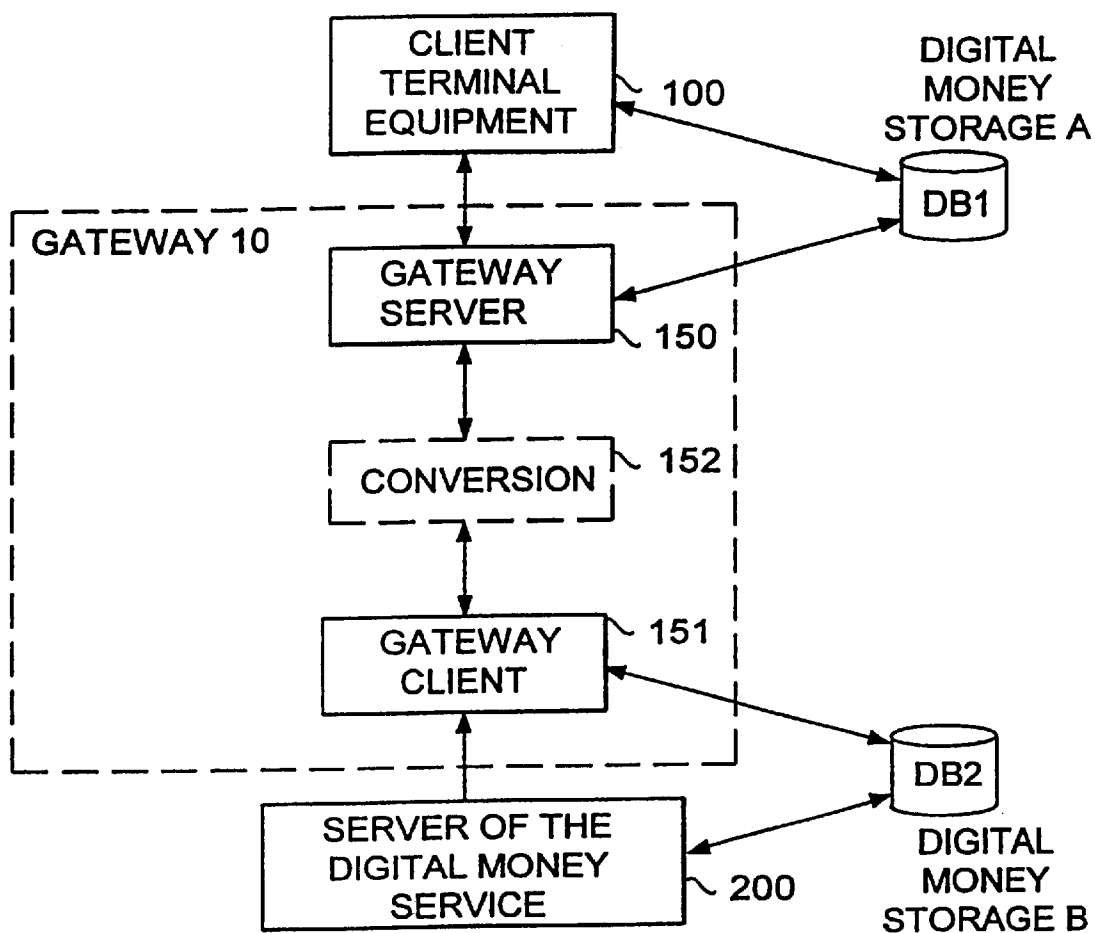 CLIENT
TERMINAL
EQUIPMENT
100
DIGITAL
MONEY
STORAGE A
DB1
GATEWAY 10
GATEWAY
SERVER
150
CONVERSION
152
GATEWAY
CLIENT
151
DB2
SERVER OF THE
DIGITAL MONEY
SERVICE
200
DIGITAL
MONEY
STORAGE B